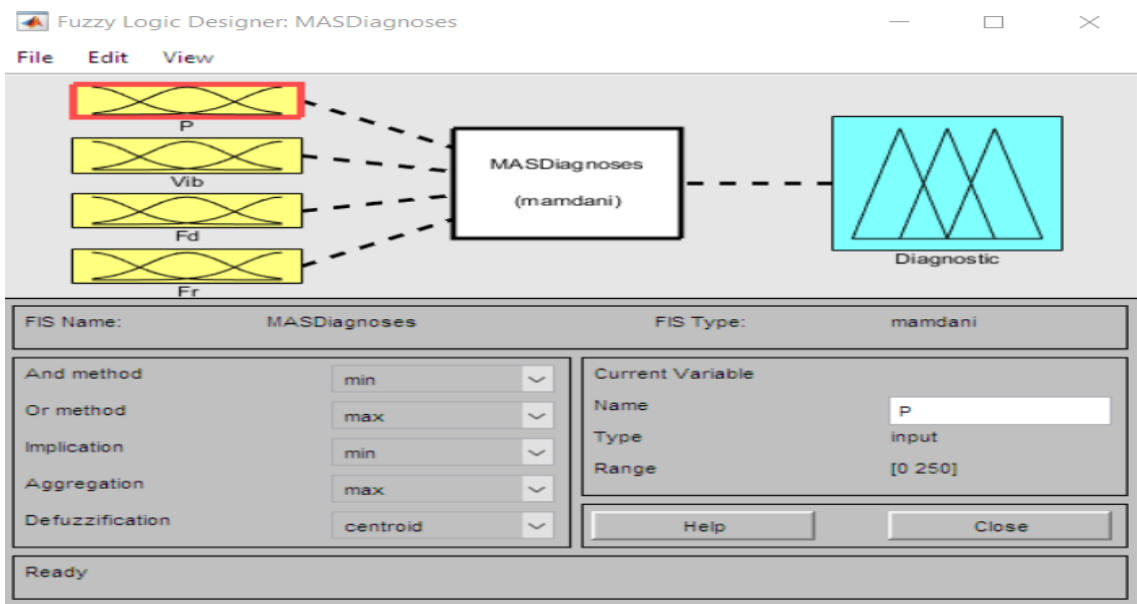 Fuzzy Logic Designer: MASDiagnoses
File Edit View
P
Vib
Fd
Fr
MASDiagnoses
(mamdani)
Diagnostic
FIS Name: MASDiagnoses FIS Type: mamdani
And method min
Or method max
Implication min
Aggregation max
Defuzzification centroid
Current Variable
Name P
Type input
Range [0 250]
Help Close
Ready